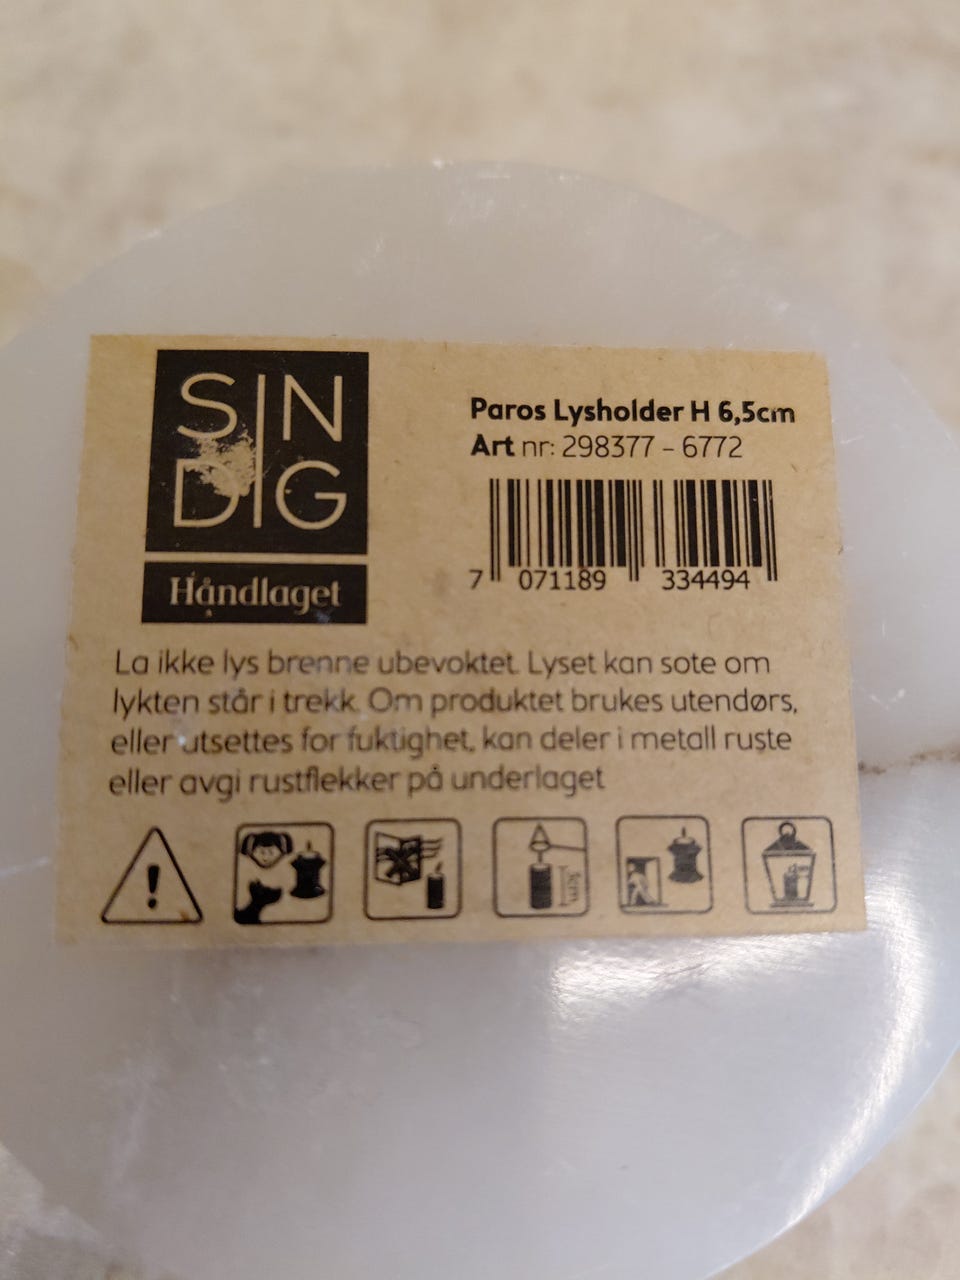 SIN
DIG
Håndlaget
Paros Lysholder H 6,5cm
Art nr: 298377 - 6772
7 071189 334494
La ikke lys brenne ubevoktet. Lyset kan sote om
lykten står i trekk. Om produktet brukes utendørs,
eller utsettes for fuktighet, kan deler i metall ruste
eller avgi rustflekker på underlaget
3cm